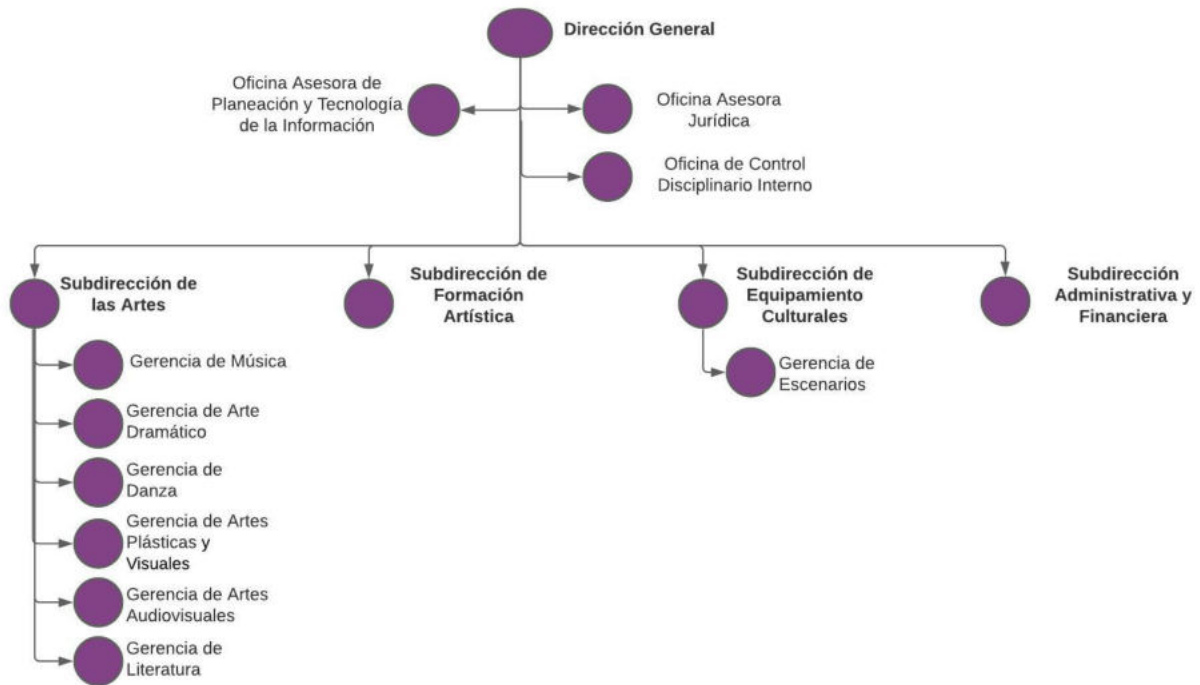 Dirección General
Oficina Asesora de
Planeación y Tecnología
de la Información
Oficina Asesora
Jurídica
Oficina de Control
Disciplinario Interno
Subdirección de
las Artes
Subdirección de
Formación
Artística
Subdirección de
Equipamiento
Culturales
Subdirección
Administrativa y
Financiera
Gerencia de Música
Gerencia de Arte
Dramático
Gerencia de
Danza
Gerencia de Artes
Plásticas y
Visuales
Gerencia de Artes
Audiovisuales
Gerencia de
Literatura
Gerencia de
Escenarios